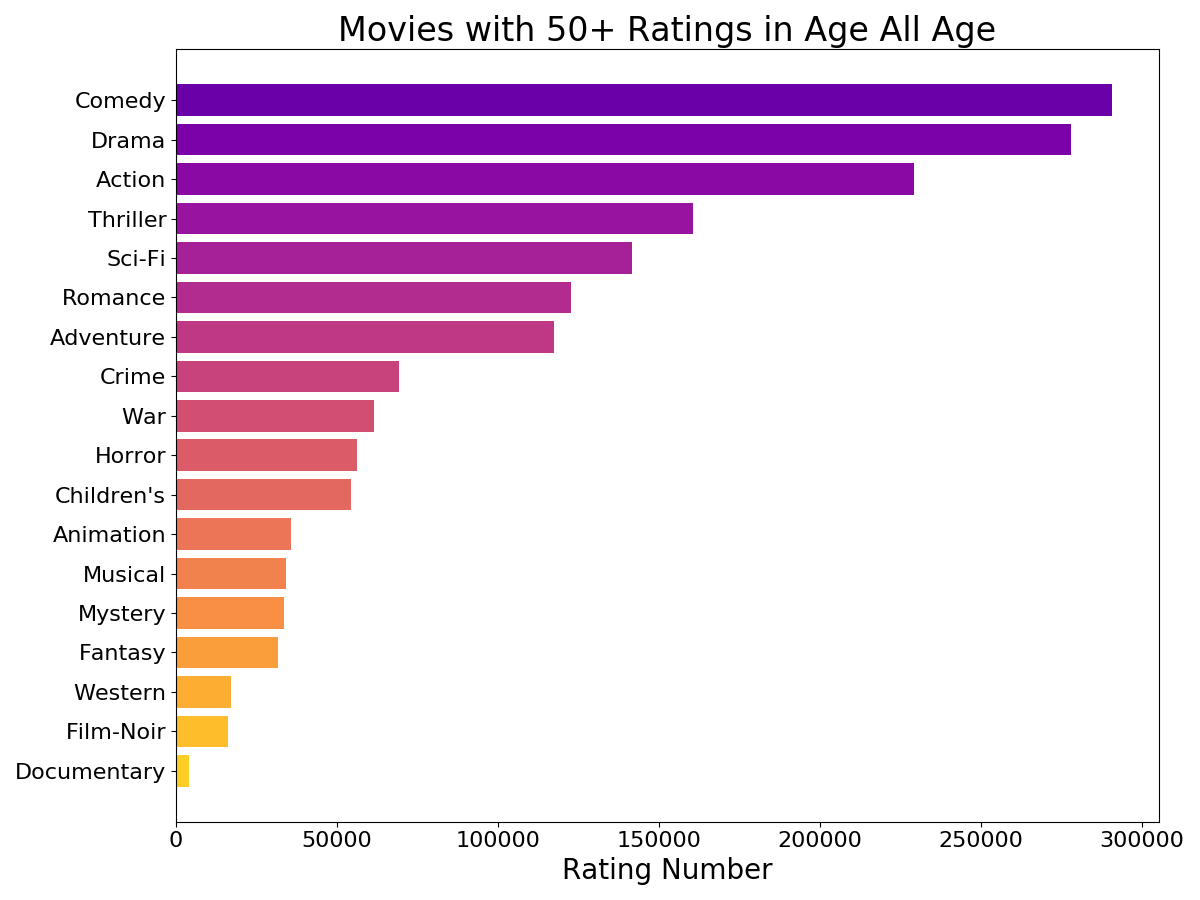 Movies with 50+ Ratings in Age All Age
Comedy
Drama
Action
Thriller
Sci-Fi
Romance
Adventure
Crime
War
Horror
Children's
Animation
Musical
Mystery
Fantasy
Western
Film-Noir
Documentary
0 50000 100000 150000 200000 250000 300000
Rating Number